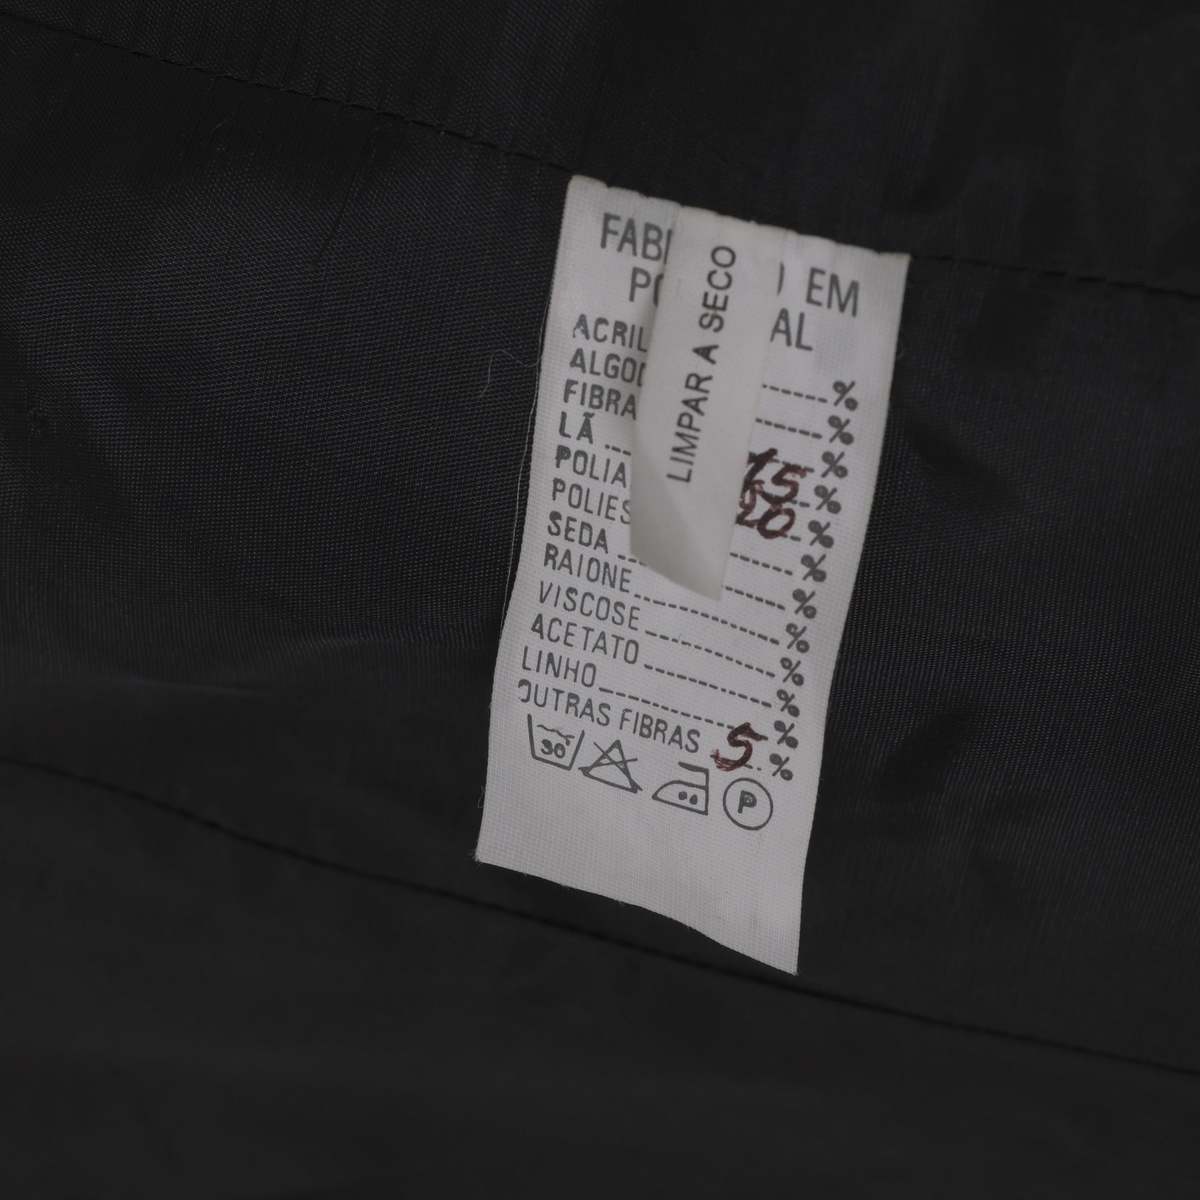 FAB EM
PO AL
LIMPAR A SECO
ACRIL %
ALGOD %
FIBRA %
LÃ 75 %
POLIA 20 %
POLIES %
SEDA %
RAIONE %
VISCOSE %
ACETATO %
LINHO %
OUTRAS FIBRAS 5 %
30 P